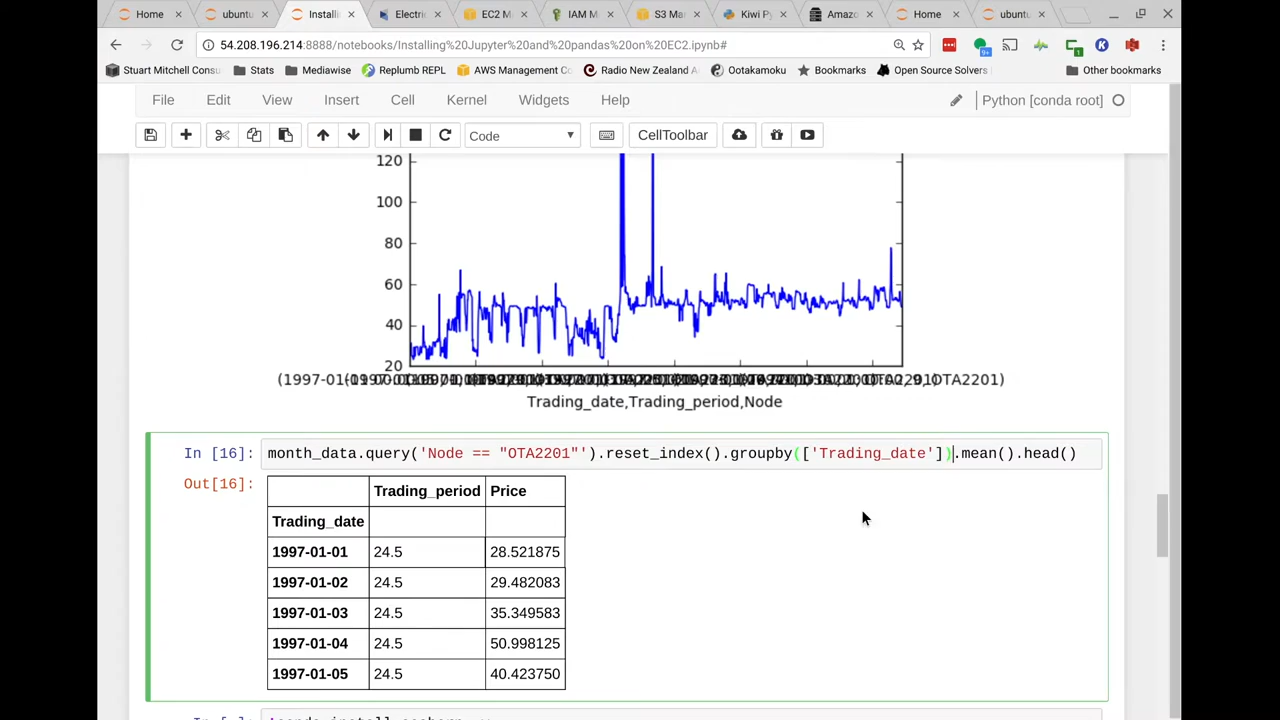 Home ubuntu Installi Electric EC2 M IAM M S3 Ma Kiwi Py Amazo Home ubuntu
54.208.196.214:8888/notebooks/Installing%20Jupyter%20and%20pandas%20on%20EC2.ipynb#
Stuart Mitchell Consu Stats Mediawise Replumb REPL AWS Management Co Radio New Zealand A Ootakamoku Bookmarks Open Source Solvers Other bookmarks
File Edit View Insert Cell Kernel Widgets Help Python [conda root]
Code CellToolbar
120
100
80
60
40
20
Trading_date,Trading_period,Node
In [16]: month_data.query('Node == "OTA2201"').reset_index().groupby(['Trading_date']).mean().head()
Out[16]:
Trading_period Price
Trading_date
1997-01-01 24.5 28.521875
1997-01-02 24.5 29.482083
1997-01-03 24.5 35.349583
1997-01-04 24.5 50.998125
1997-01-05 24.5 40.423750